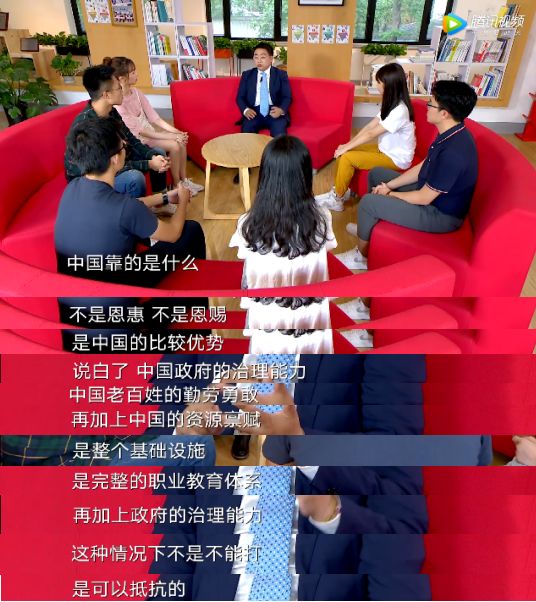 腾讯视频
中国靠的是什么
不是恩惠 不是恩赐
是中国的比较优势
说白了 中国政府的治理能力
中国老百姓的勤劳勇敢
再加上中国的资源禀赋
是整个基础设施
是完整的职业教育体系
再加上政府的治理能力
这种情况下不是不能打
是可以抵抗的